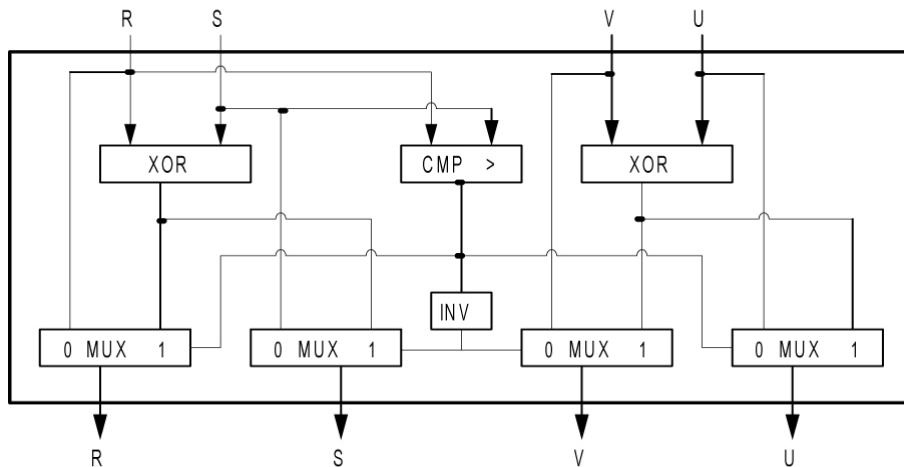 R S V U
XOR CMP > XOR
INV
0 MUX 1 0 MUX 1 0 MUX 1 0 MUX 1
R S V U